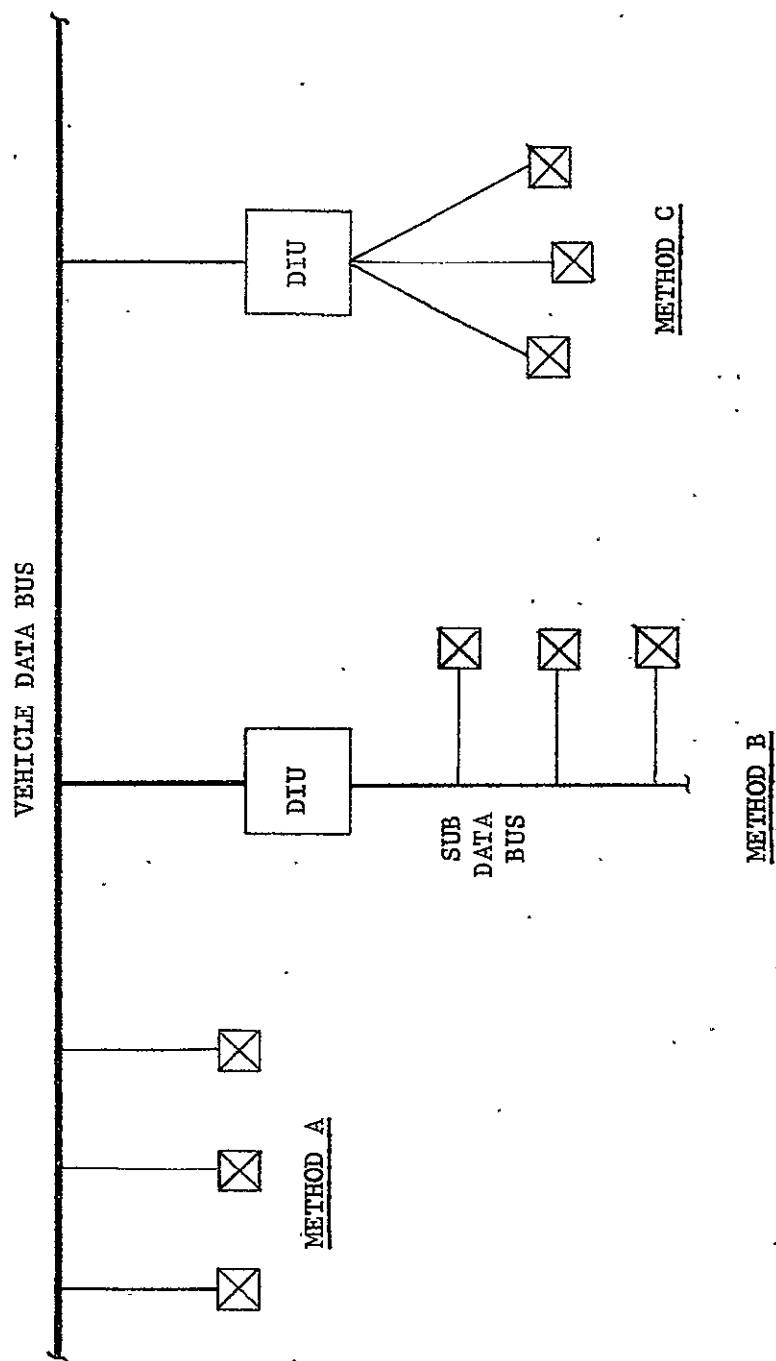 VEHICLE DATA BUS
METHOD A
DIU
SUB
DATA
BUS
METHOD B
DIU
METHOD C